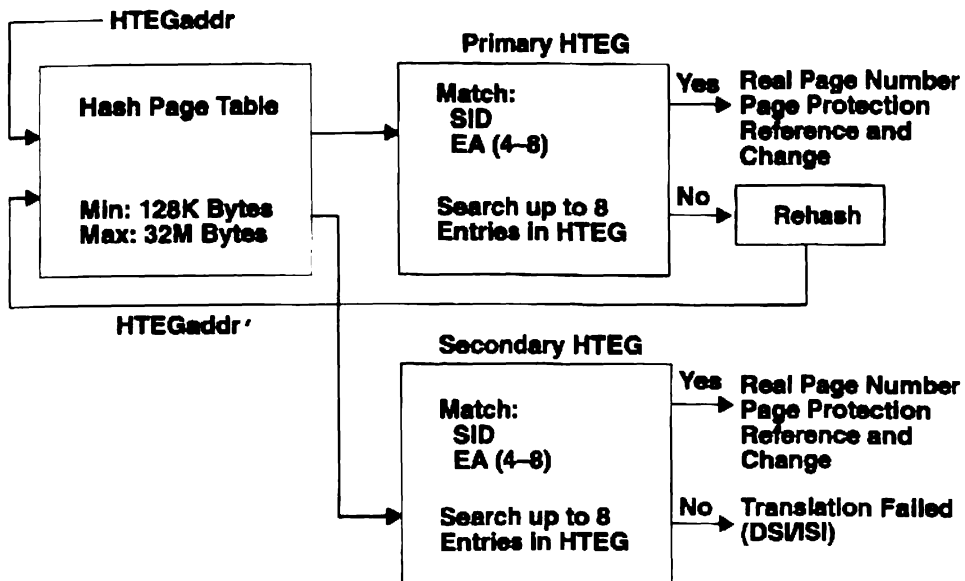 HTEGaddr
Hash Page Table
Min: 128K Bytes
Max: 32M Bytes
Primary HTEG
Match:
SID
EA (4–8)
Search up to 8
Entries in HTEG
Yes
Real Page Number
Page Protection
Reference and
Change
No
Rehash
HTEGaddr′
Secondary HTEG
Match:
SID
EA (4–8)
Search up to 8
Entries in HTEG
Yes
Real Page Number
Page Protection
Reference and
Change
No
Translation Failed
(DSI/ISI)